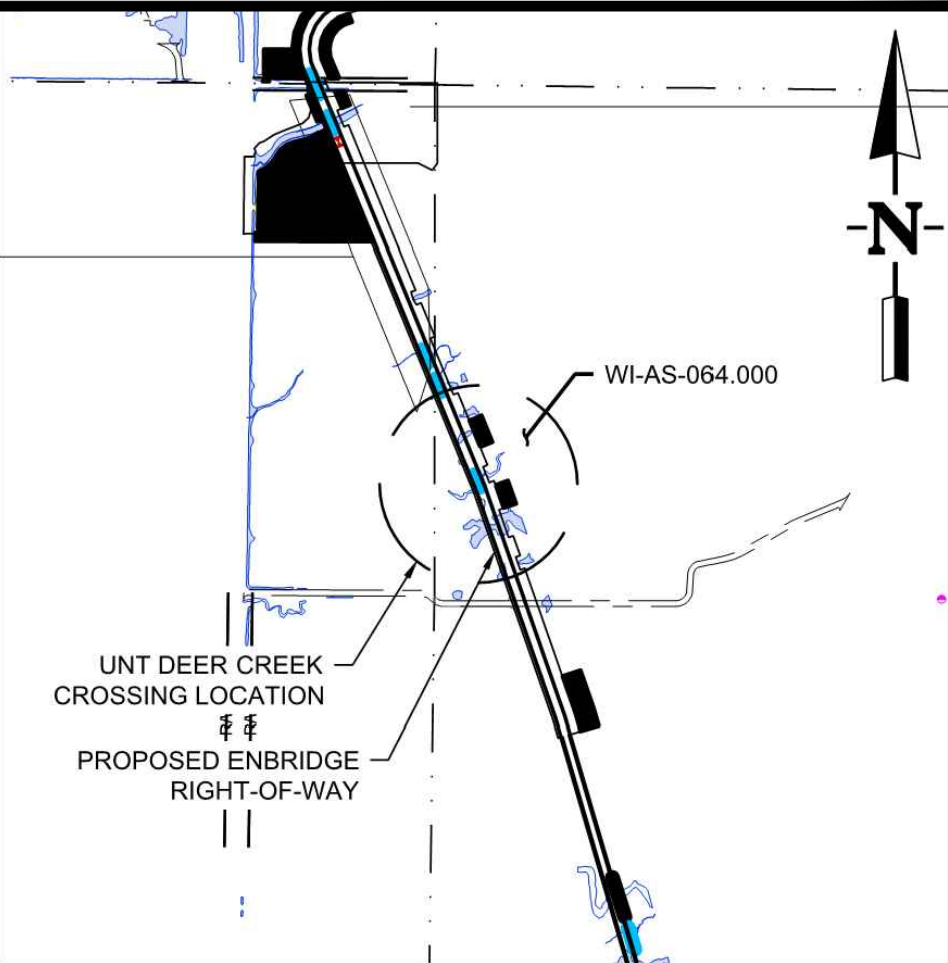 -N-
WI-AS-064.000
UNT DEER CREEK
CROSSING LOCATION
PROPOSED ENBRIDGE
RIGHT-OF-WAY